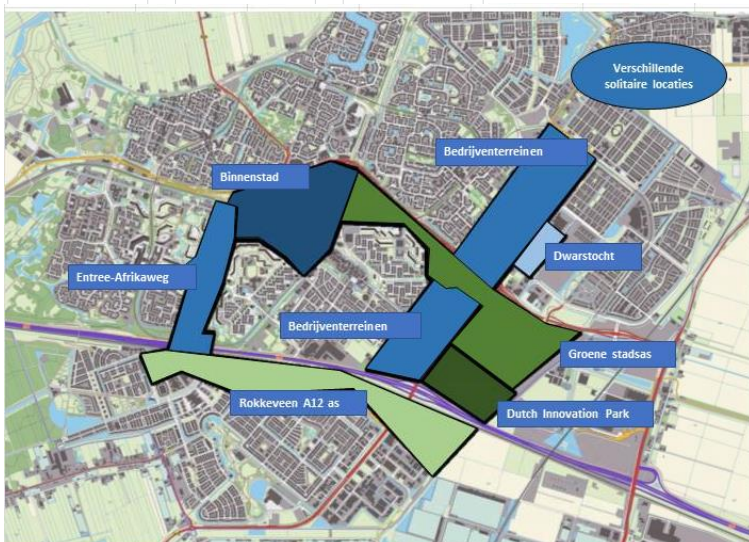 Verschillende
solitaire locaties
Bedrijventerreinen
Binnenstad
Dwarstocht
Entree-Afrikaweg
Bedrijventerreinen
Groene stadsas
Rokkeveen A12 as
Dutch Innovation Park